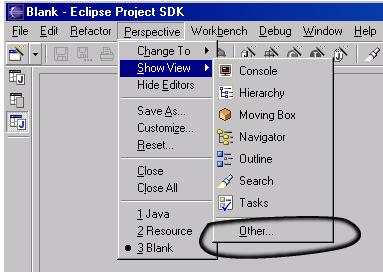 Blank - Eclipse Project SDK
File Edit Refactor Perspective Workbench Debug Window Help
Change To
Show View
Hide Editors
Save As...
Customize...
Reset...
Close
Close All
1 Java
2 Resource
3 Blank
Console
Hierarchy
Moving Box
Navigator
Outline
Search
Tasks
Other...